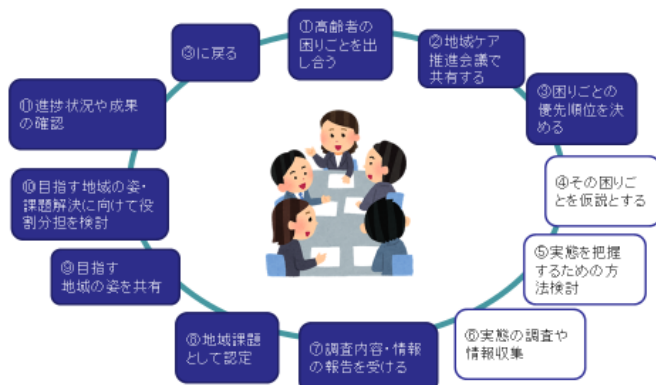 ①高齢者の
困りごとを出し
合う
②地域ケア
推進会議で
共有する
③困りごとの
優先順位を決
める
④その困りご
とを仮説とする
⑤実態を把握
するための方
法検討
⑥実態の調査や
情報収集
⑦調査内容・情報
の報告を受ける
⑧地域課題
として認定
⑨目指す
地域の姿を共有
⑩目指す地域の姿・
課題解決に向けて役
割分担を検討
⑪進捗状況や成果
の確認
③に戻る